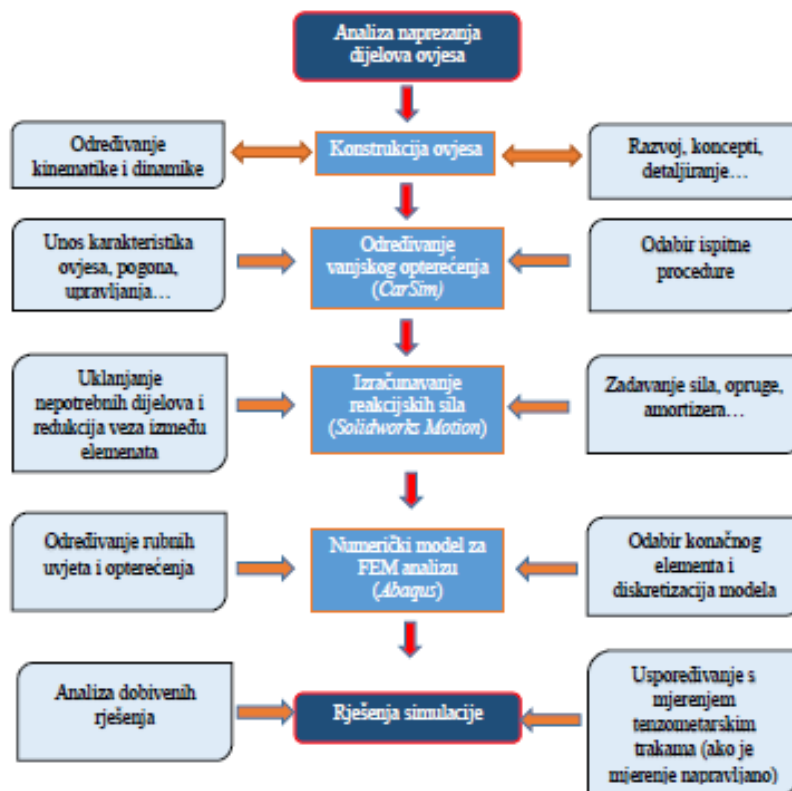 Analiza naprezanja
dijelova ovjesa
Određivanje
kinematike i dinamike
Konstrukcija ovjesa
Razvoj, koncepti,
detaljiranje…
Unos karakteristika
ovjesa, pogona,
upravljanja…
Određivanje
vanjskog opterećenja
(CarSim)
Odabir ispitne
procedure
Uklanjanje
nepotrebnih dijelova i
redukcija veza između
elemenata
Izračunavanje
reakcijskih sila
(Solidworks Motion)
Zadavanje sila, opruge,
amortizera…
Određivanje rubnih
uvjeta i opterećenja
Numerički model za
FEM analizu
(Abaqus)
Odabir konačnog
elementa i
diskretizacija modela
Analiza dobivenih
rješenja
Rješenja simulacije
Uspoređivanje s
mjerenjem
tenzometarskim
trakama (ako je
mjerenje napravljano)